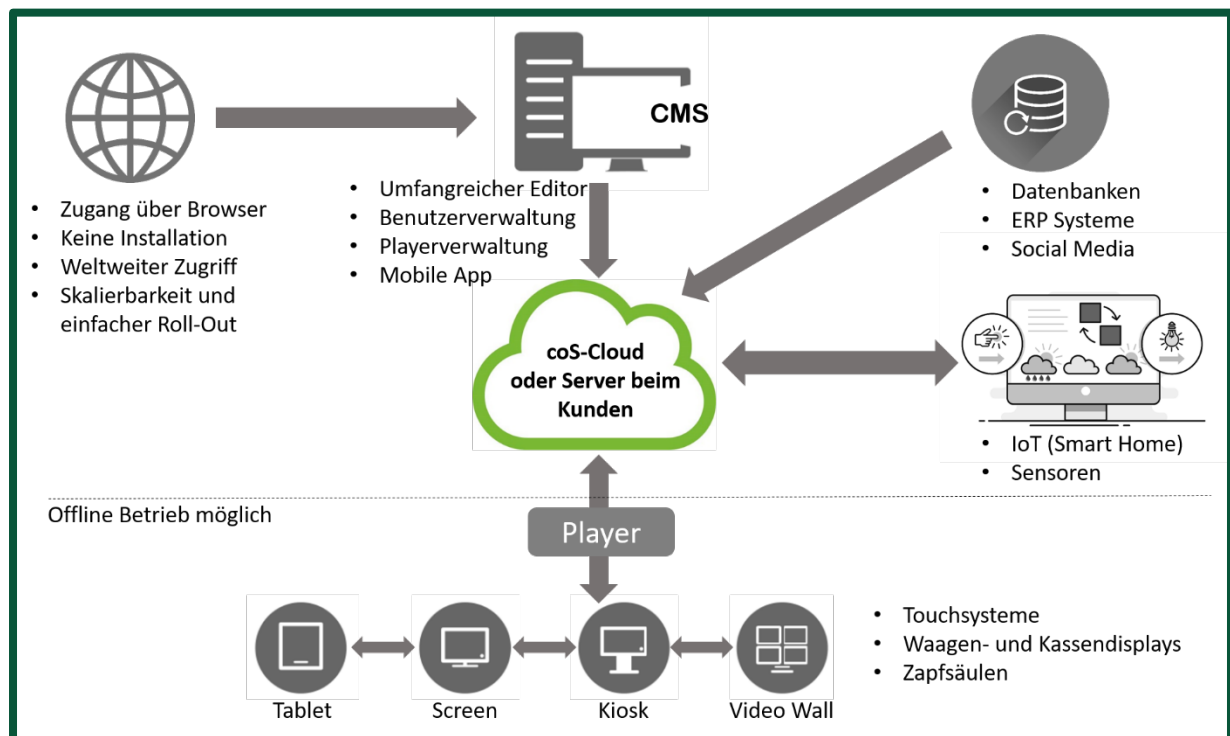 CMS
Zugang über Browser
Keine Installation
Weltweiter Zugriff
Skalierbarkeit und
einfacher Roll-Out
Umfangreicher Editor
Benutzerverwaltung
Playerverwaltung
Mobile App
Datenbanken
ERP Systeme
Social Media
coS-Cloud
oder Server beim
Kunden
IoT (Smart Home)
Sensoren
Offline Betrieb möglich
Player
Tablet
Screen
Kiosk
Video Wall
Touchsysteme
Waagen- und Kassendisplays
Zapfsäulen